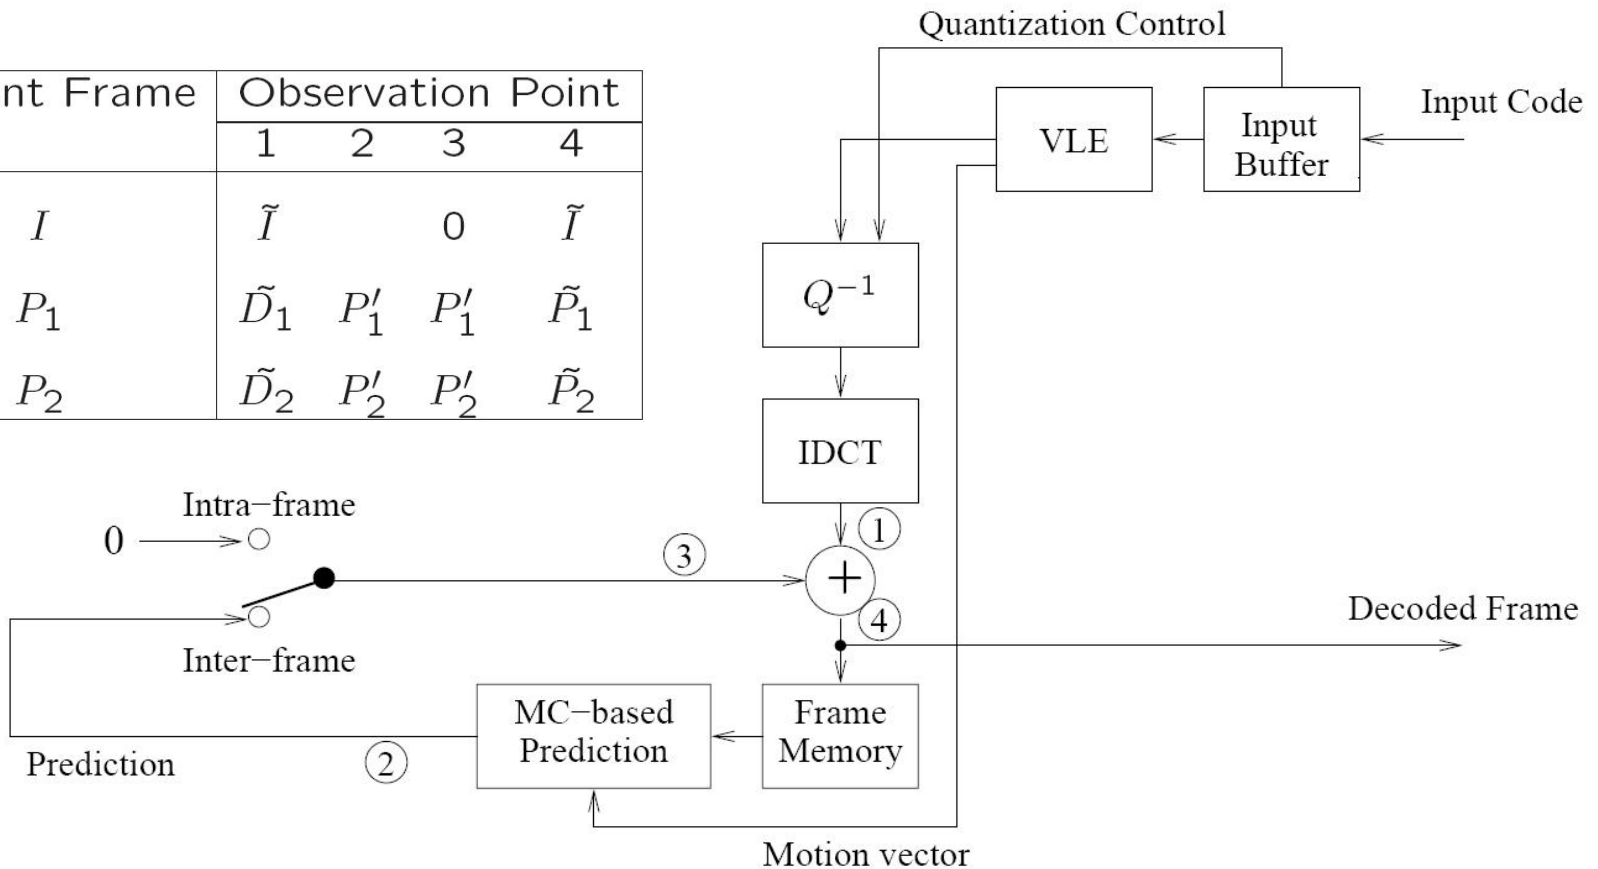 Quantization Control
nt Frame Observation Point
1 2 3 4
I Ĩ 0 Ĩ
P₁ D̃₁ P′₁ P′₁ P̃₁
P₂ D̃₂ P′₂ P′₂ P̃₂
Input Code
Input
Buffer
VLE
Q⁻¹
IDCT
Intra−frame
0
Inter−frame
①
③
+
④
Decoded Frame
MC−based
Prediction
Frame
Memory
Prediction
②
Motion vector